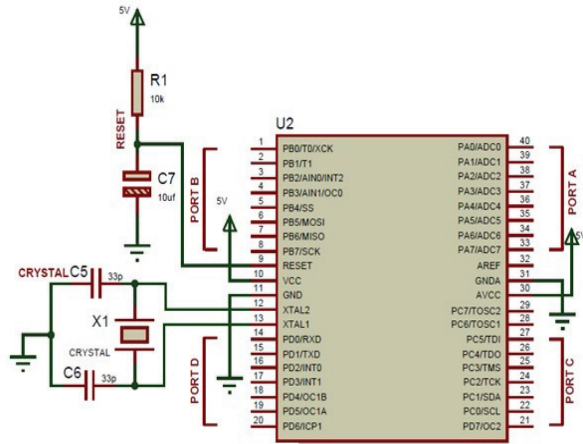 5V
R1
10k
RESET
C7
10uf
5V
CRYSTAL C5
33p
X1
CRYSTAL
C6
33p
U2
PORT B
PORT D
1 PB0/T0/XCK
2 PB1/T1
3 PB2/AIN0/INT2
4 PB3/AIN1/OC0
5 PB4/SS
6 PB5/MOSI
7 PB6/MISO
8 PB7/SCK
9 RESET
10 VCC
11 GND
12 XTAL2
13 XTAL1
14 PD0/RXD
15 PD1/TXD
16 PD2/INT0
17 PD3/INT1
18 PD4/OC1B
19 PD5/OC1A
20 PD6/ICP1
PA0/ADC0 40
PA1/ADC1 39
PA2/ADC2 38
PA3/ADC3 37
PA4/ADC4 36
PA5/ADC5 35
PA6/ADC6 34
PA7/ADC7 33
AREF 32
GNDA 31
AVCC 30
PC7/TOSC2 29
PC6/TOSC1 28
PC5/TDI 27
PC4/TDO 26
PC3/TMS 25
PC2/TCK 24
PC1/SDA 23
PC0/SCL 22
PD7/OC2 21
PORT A
5V
PORT C